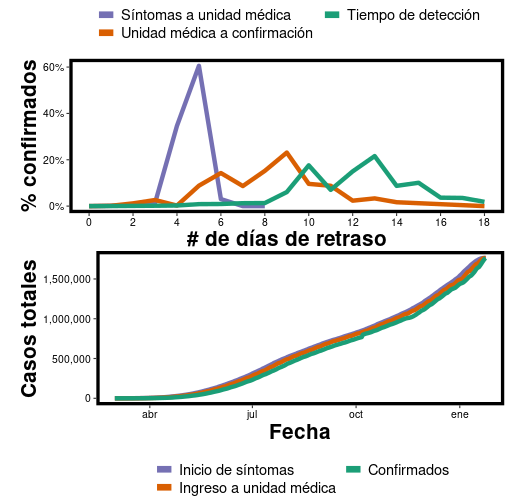 Síntomas a unidad médica
Tiempo de detección
Unidad médica a confirmación
% confirmados
60%
40%
20%
0%
0 2 4 6 8 10 12 14 16 18
# de días de retraso
Casos totales
1,500,000
1,000,000
500,000
0
abr jul oct ene
Fecha
Inicio de síntomas
Confirmados
Ingreso a unidad médica